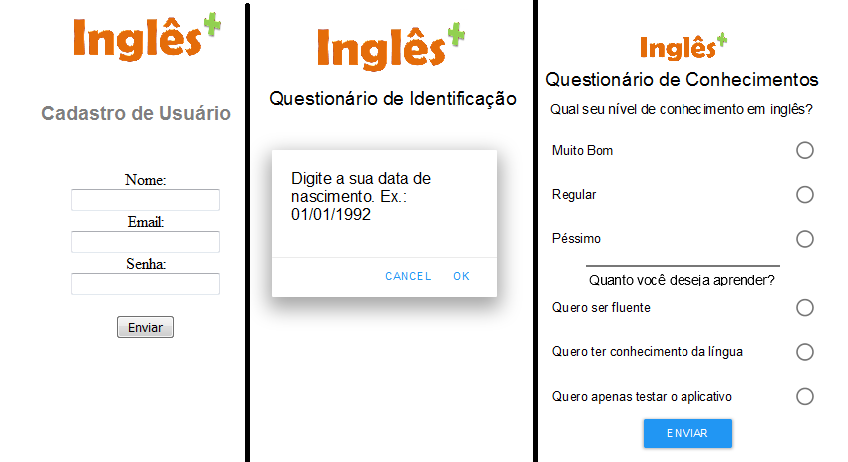 Inglês+
Cadastro de Usuário
Nome:
Email:
Senha:
Enviar
Inglês+
Questionário de Identificação
Digite a sua data de
nascimento. Ex.:
01/01/1992
CANCEL OK
Inglês+
Questionário de Conhecimentos
Qual seu nível de conhecimento em inglês?
Muito Bom
Regular
Péssimo
Quanto você deseja aprender?
Quero ser fluente
Quero ter conhecimento da língua
Quero apenas testar o aplicativo
ENVIAR